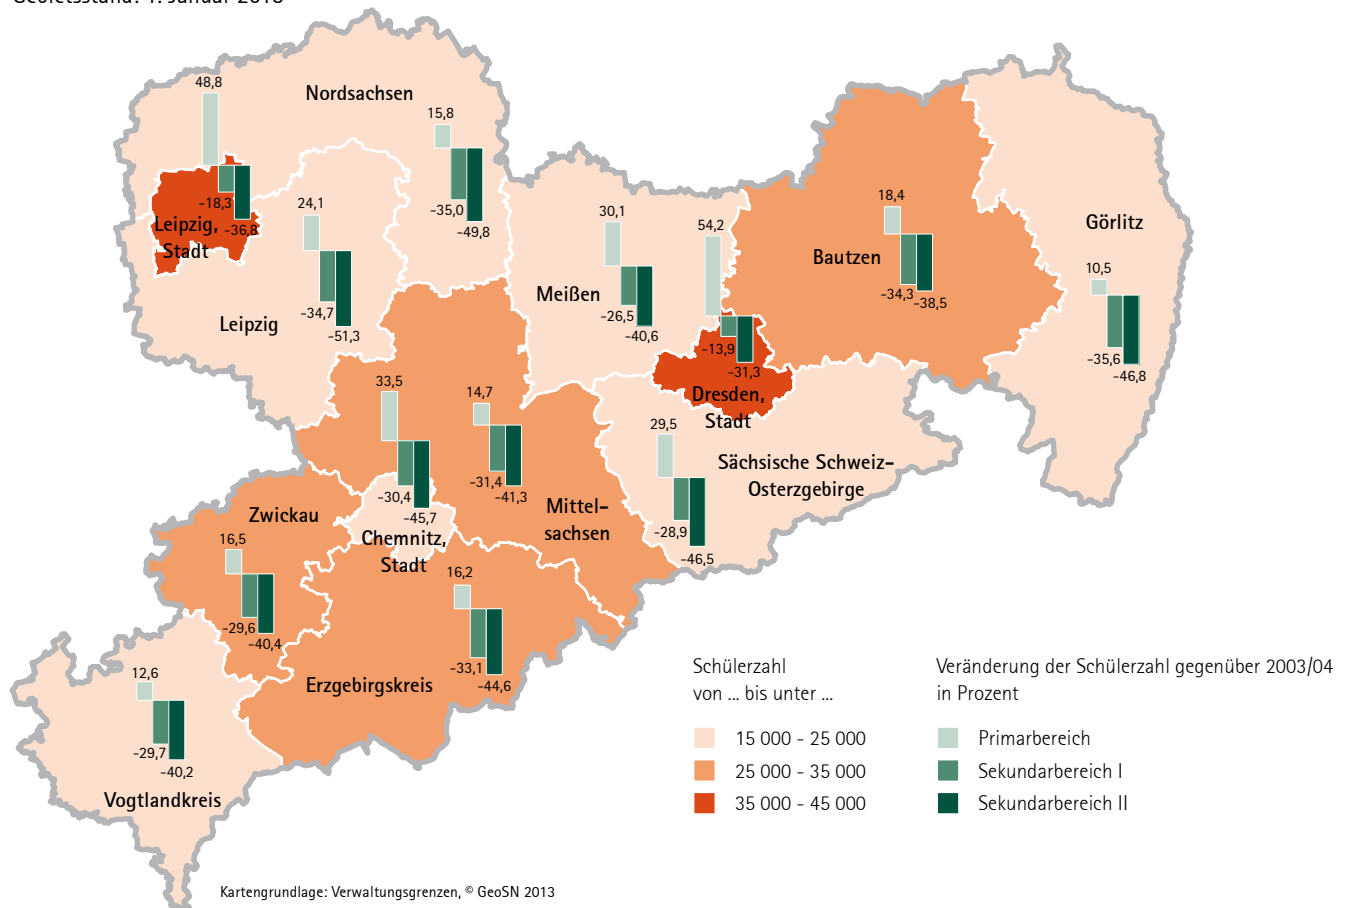 Gebietsstand: 1. Januar 2018
48,8
Nordsachsen
15,8
-18,3
Leipzig, -36,8
Stadt
24,1
-35,0
-49,8
30,1
54,2
18,4
Görlitz
Bautzen
Meißen
10,5
-34,3
-38,5
-34,7
Leipzig
-51,3
-26,5
-40,6
-13,9
-31,3
-35,6
-46,8
33,5
14,7
Dresden,
Stadt
29,5
Sächsische Schweiz-
Osterzgebirge
-31,4
-41,3
-30,4
-45,7
Mittel-
sachsen
Zwickau
Chemnitz,
Stadt
-28,9
-46,5
16,5
16,2
-29,6
-40,4
-33,1
-44,6
Erzgebirgskreis
12,6
-29,7
-40,2
Vogtlandkreis
Schülerzahl
von ... bis unter ...
15 000 - 25 000
25 000 - 35 000
35 000 - 45 000
Veränderung der Schülerzahl gegenüber 2003/04
in Prozent
Primarbereich
Sekundarbereich I
Sekundarbereich II
Kartengrundlage: Verwaltungsgrenzen, © GeoSN 2013